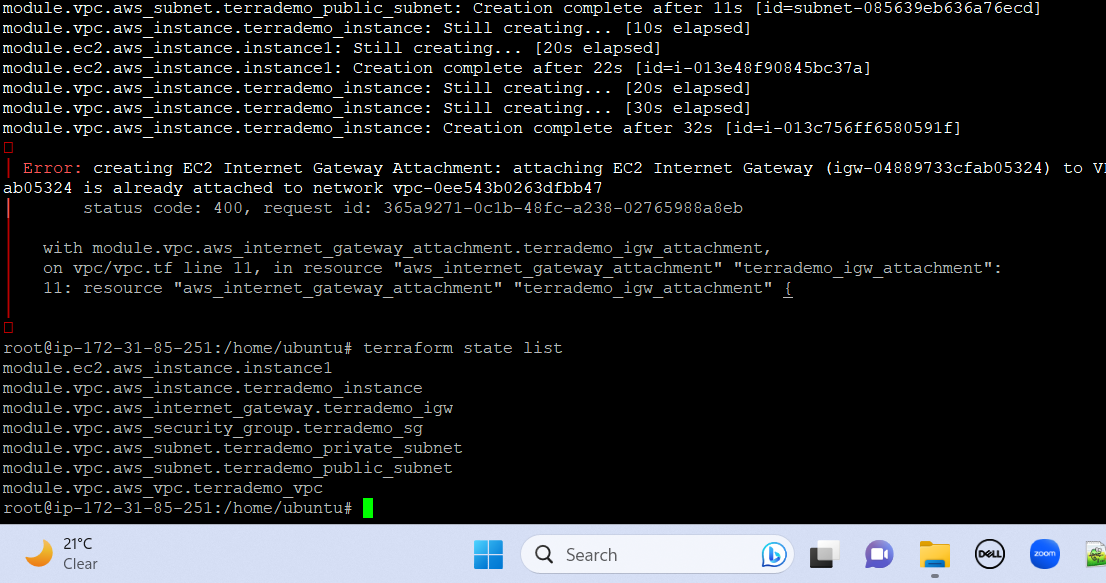 module.vpc.aws_subnet.terrademo_public_subnet: Creation complete after 11s [id=subnet-085639eb636a76ecd]
module.vpc.aws_instance.terrademo_instance: Still creating... [10s elapsed]
module.ec2.aws_instance.instance1: Still creating... [20s elapsed]
module.ec2.aws_instance.instance1: Creation complete after 22s [id=i-013e48f90845bc37a]
module.vpc.aws_instance.terrademo_instance: Still creating... [20s elapsed]
module.vpc.aws_instance.terrademo_instance: Still creating... [30s elapsed]
module.vpc.aws_instance.terrademo_instance: Creation complete after 32s [id=i-013c756ff6580591f]
Error: creating EC2 Internet Gateway Attachment: attaching EC2 Internet Gateway (igw-04889733cfab05324) to
ab05324 is already attached to network vpc-0ee543b0263dfbb47
status code: 400, request id: 365a9271-0c1b-48fc-a238-02765988a8eb
with module.vpc.aws_internet_gateway_attachment.terrademo_igw_attachment,
on vpc/vpc.tf line 11, in resource "aws_internet_gateway_attachment" "terrademo_igw_attachment":
11: resource "aws_internet_gateway_attachment" "terrademo_igw_attachment" {
root@ip-172-31-85-251:/home/ubuntu# terraform state list
module.ec2.aws_instance.instance1
module.vpc.aws_instance.terrademo_instance
module.vpc.aws_internet_gateway.terrademo_igw
module.vpc.aws_security_group.terrademo_sg
module.vpc.aws_subnet.terrademo_private_subnet
module.vpc.aws_subnet.terrademo_public_subnet
module.vpc.aws_vpc.terrademo_vpc
root@ip-172-31-85-251:/home/ubuntu#
21°C
Clear
Search
DELL
zoom